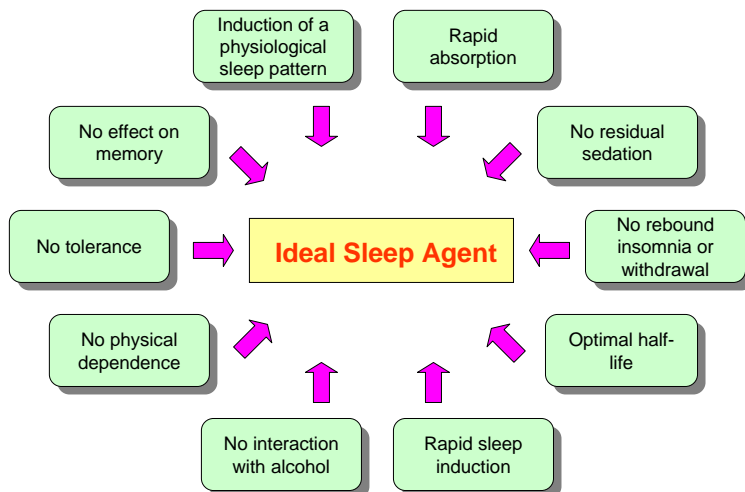 Induction of a
physiological
sleep pattern
Rapid
absorption
No effect on
memory
No residual
sedation
No tolerance
Ideal Sleep Agent
No rebound
insomnia or
withdrawal
No physical
dependence
Optimal half-
life
No interaction
with alcohol
Rapid sleep
induction